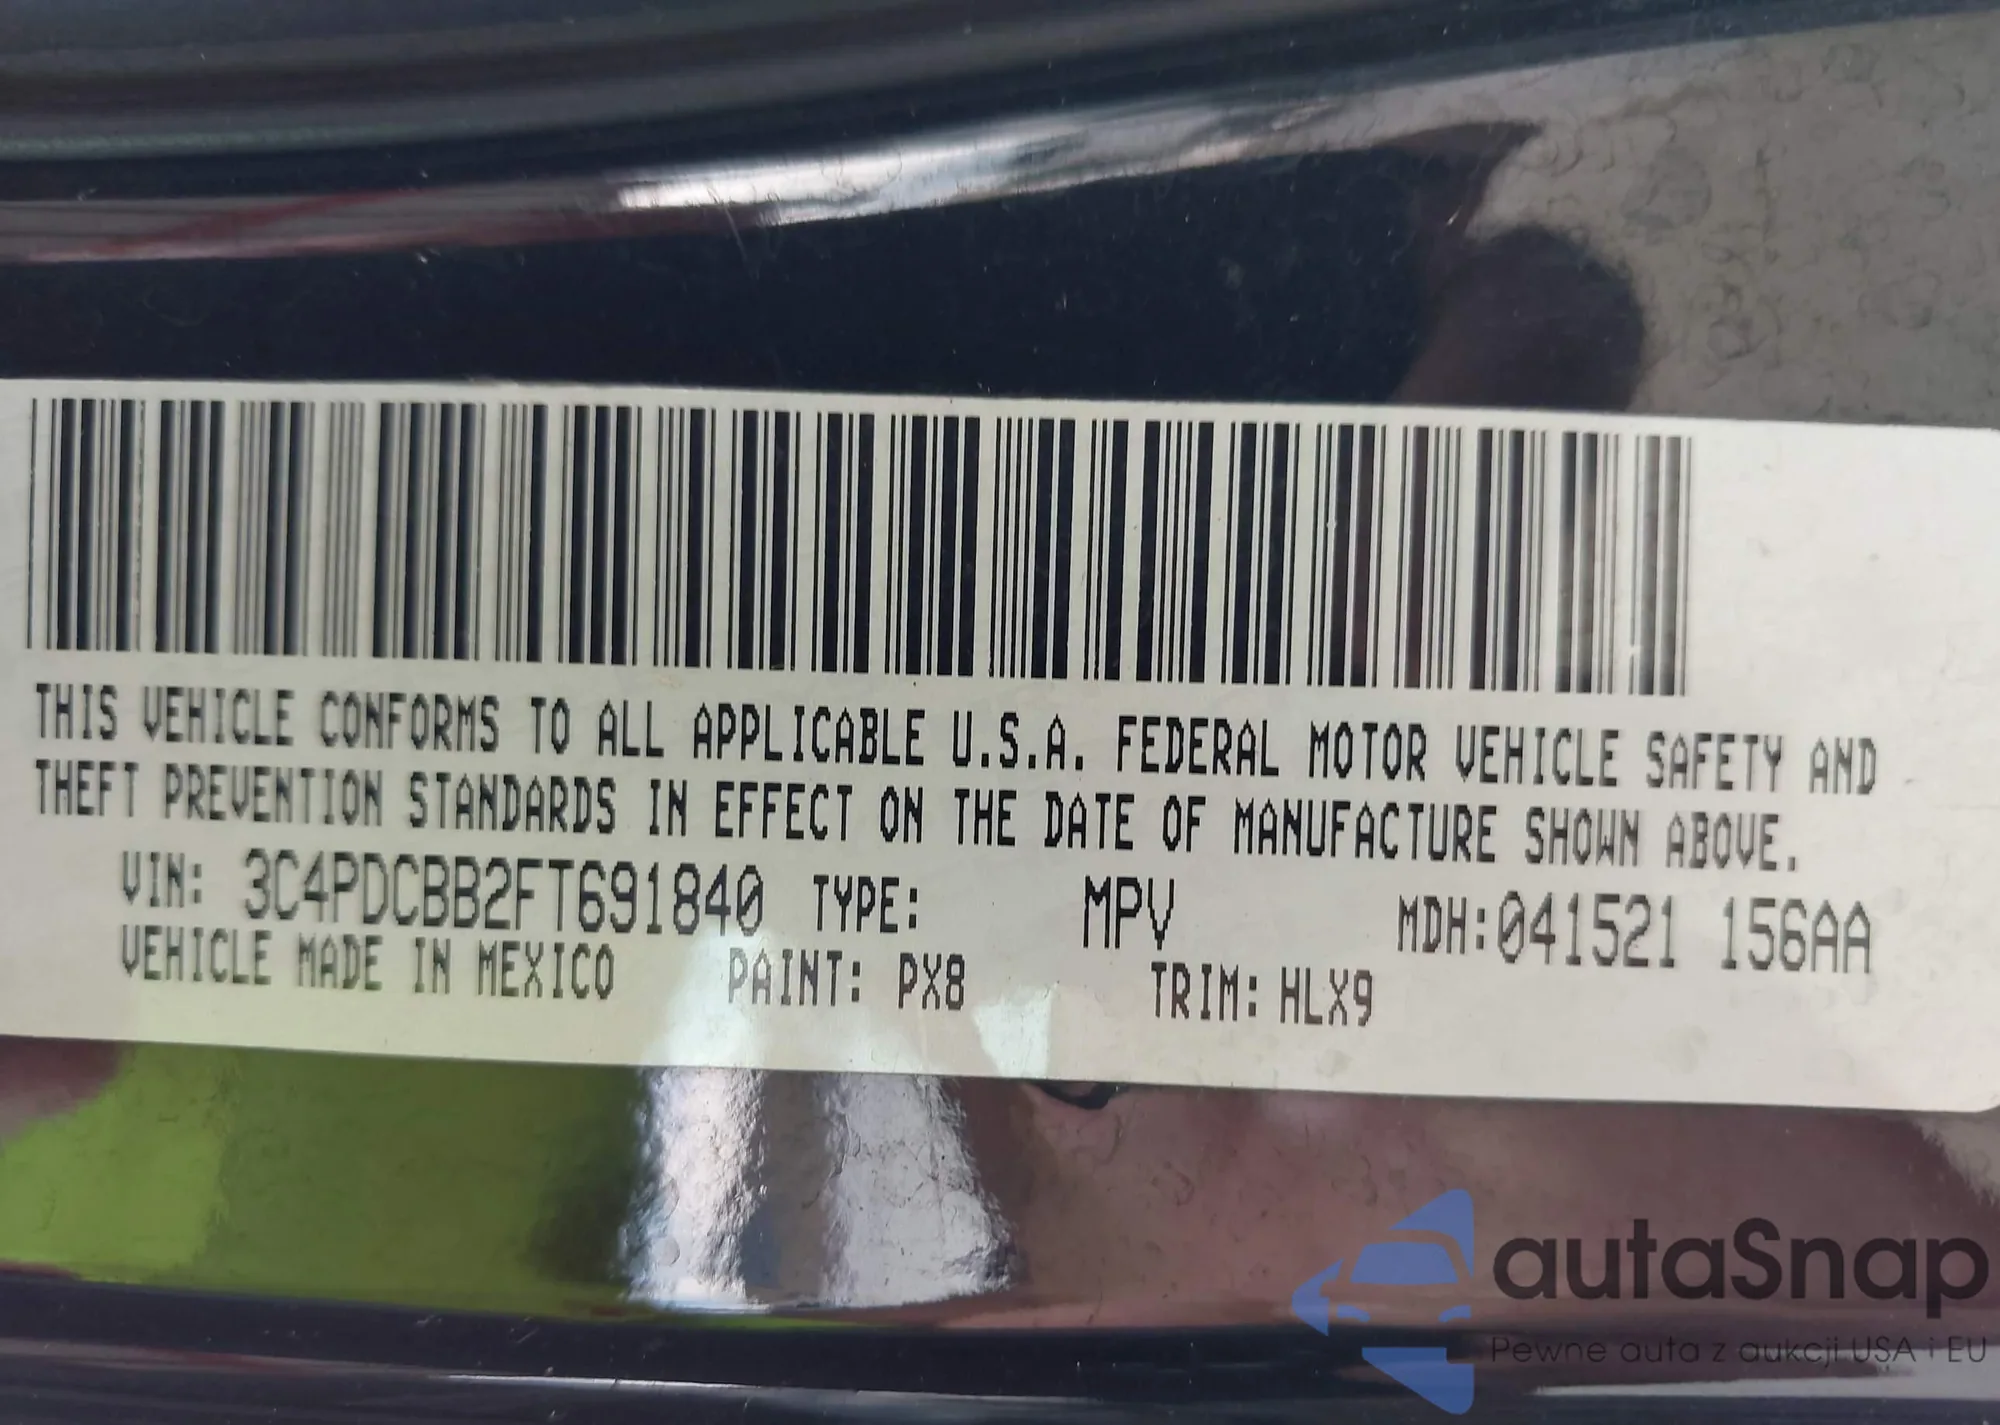 THIS VEHICLE CONFORMS TO ALL APPLICABLE U.S.A. FEDERAL MOTOR VEHICLE SAFETY AND
THEFT PREVENTION STANDARDS IN EFFECT ON THE DATE OF MANUFACTURE SHOWN ABOVE.
VIN: 3C4PDCBB2FT691840 TYPE: MPV MDH:041521 156AA
VEHICLE MADE IN MEXICO PAINT: PX8 TRIM: HLX9
autaSnap
Pewne auta z aukcji USA i EU